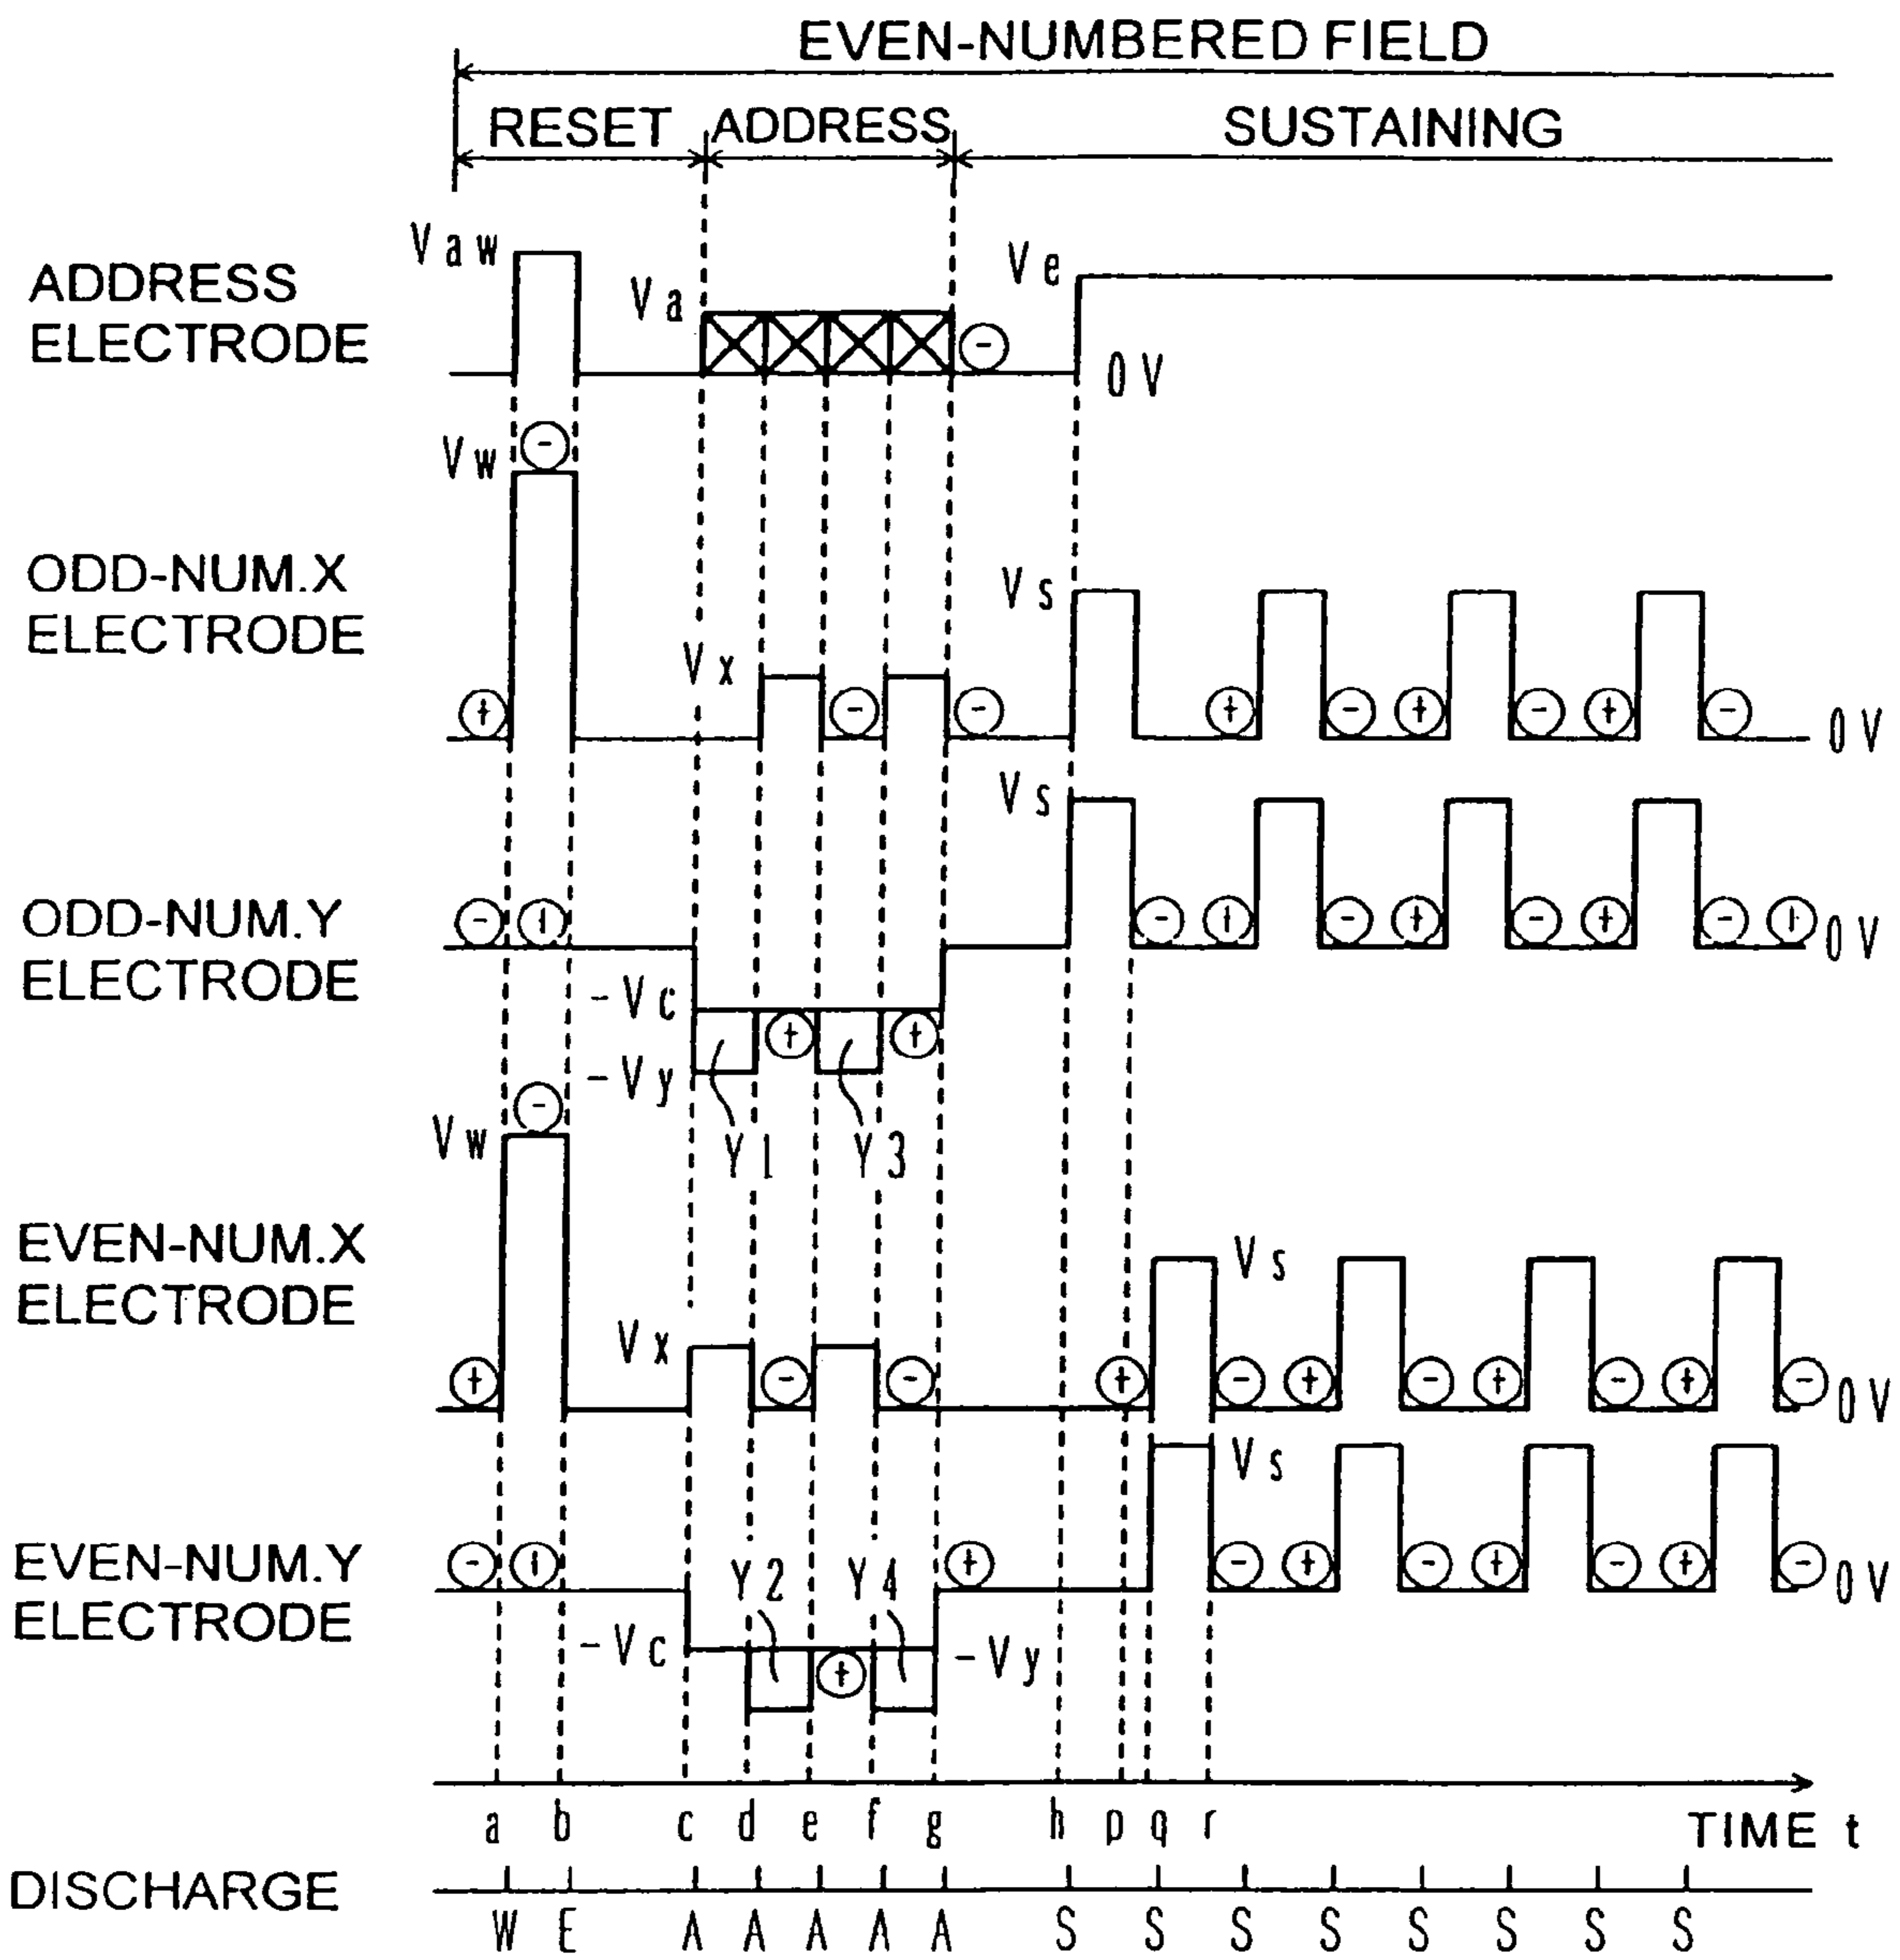 EVEN-NUMBERED FIELD
RESET ADDRESS SUSTAINING
Vaw
ADDRESS
ELECTRODE
Va
Ve
-
0V
Vw
-
ODD-NUM.X
ELECTRODE
Vs
Vx
+ - - + - + - + -
0V
Vs
ODD-NUM.Y
ELECTRODE
- + - + - + - + - +
0V
-Vc
+ +
-Vy
Y1 Y3
-
Vw
EVEN-NUM.X
ELECTRODE
Vs
Vx
+ - - + - + - + - + -
0V
Vs
EVEN-NUM.Y
ELECTRODE
- + Y2 Y4 + - + - + - + -
0V
-Vc
+
-Vy
a b c d e f g h p q r
TIME t
DISCHARGE
W E A A A A A S S S S S S S S